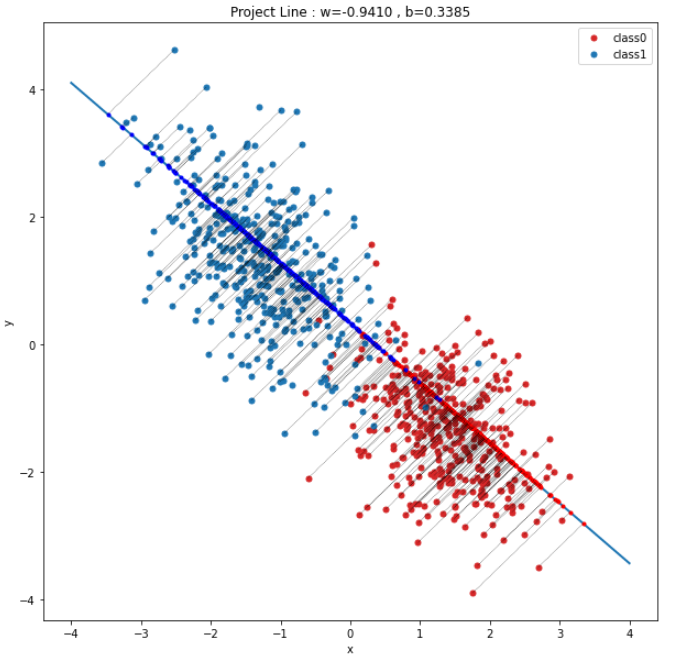 Project Line : w=-0.9410 , b=0.3385
class0
class1
4
2
0
−2
−4
y
−4 −3 −2 −1 0 1 2 3 4
x